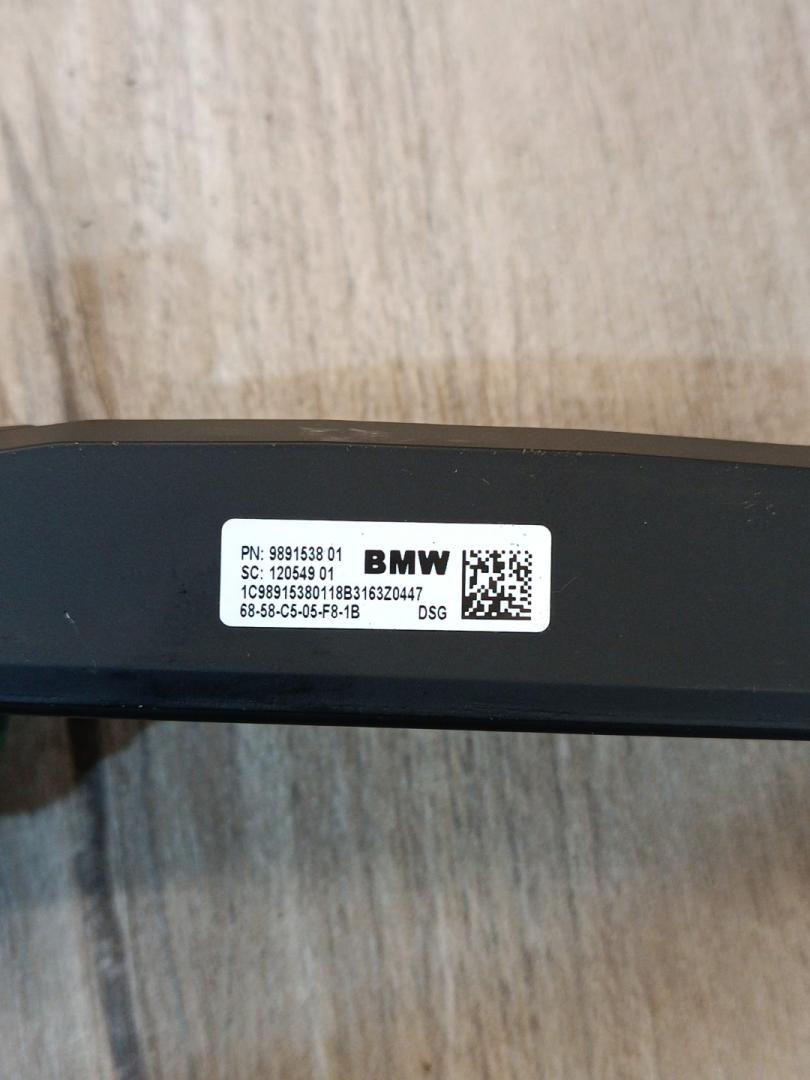 PN: 9891538 01
BMW
SC: 120549 01
1C98915380118B3163Z0447
68-58-C5-05-F8-1B DSG